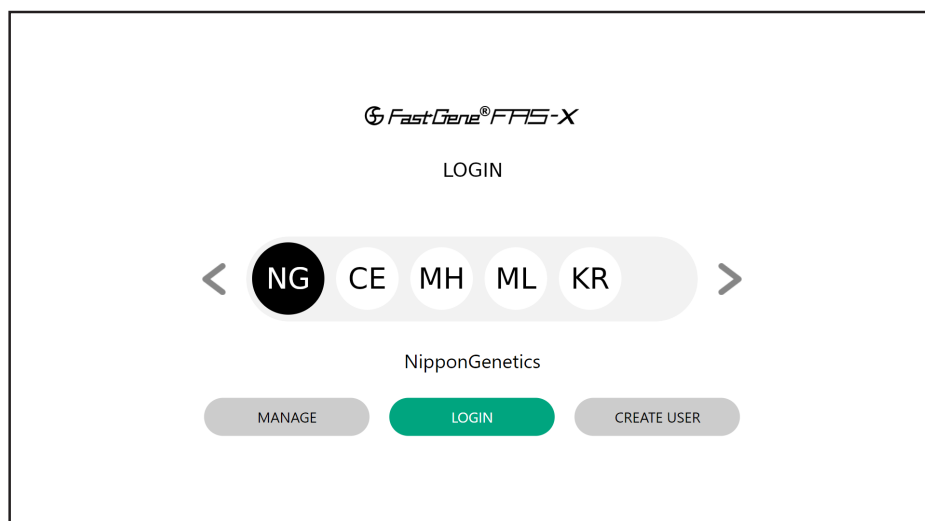 FastGene® FAS-X
LOGIN
NG CE MH ML KR
NipponGenetics
MANAGE LOGIN CREATE USER